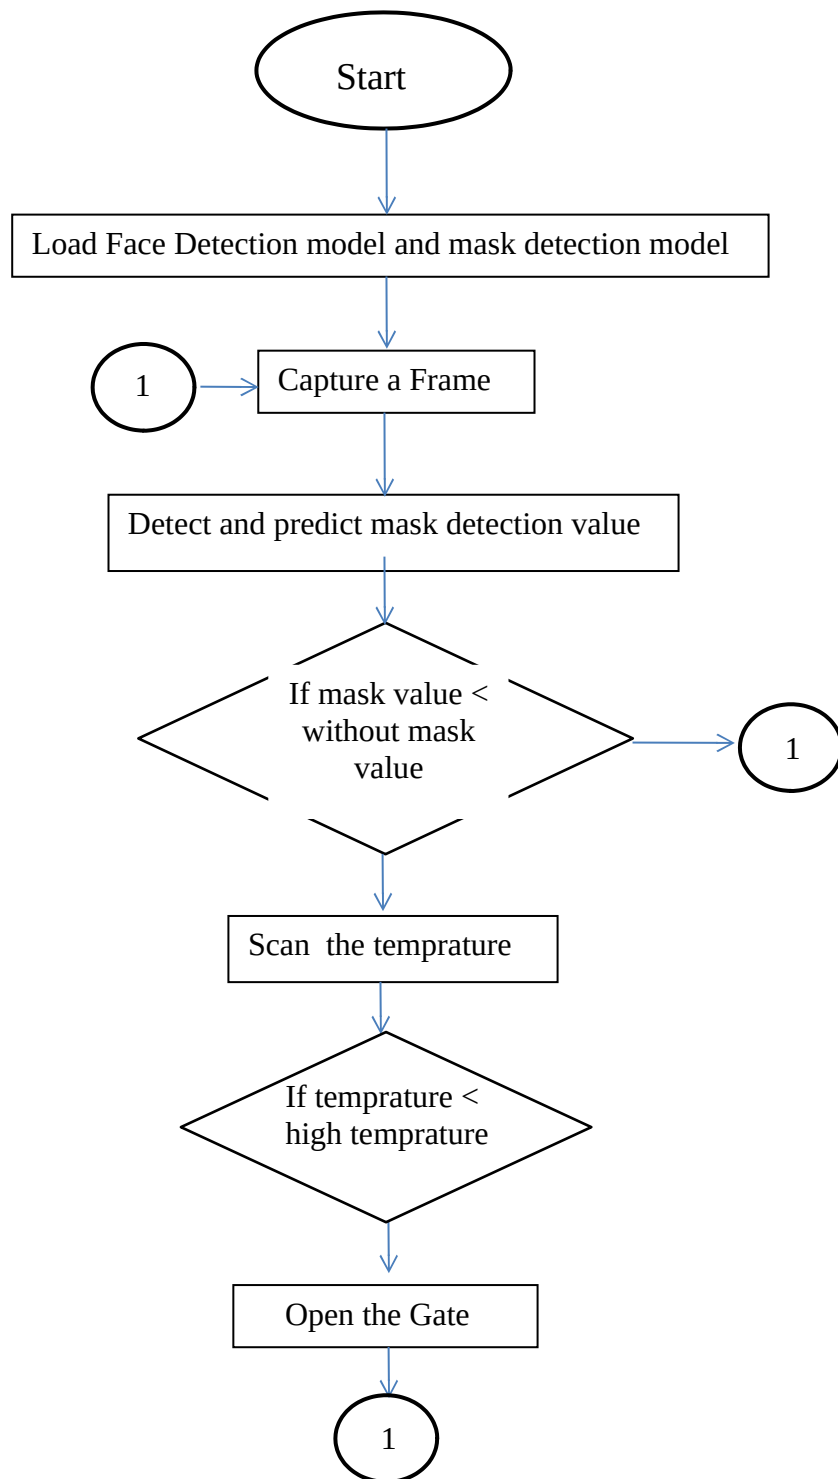 Start
Load Face Detection model and mask detection model
1
Capture a Frame
Detect and predict mask detection value
If mask value <
without mask
value
1
Scan  the temprature
If temprature <
high temprature
Open the Gate
1